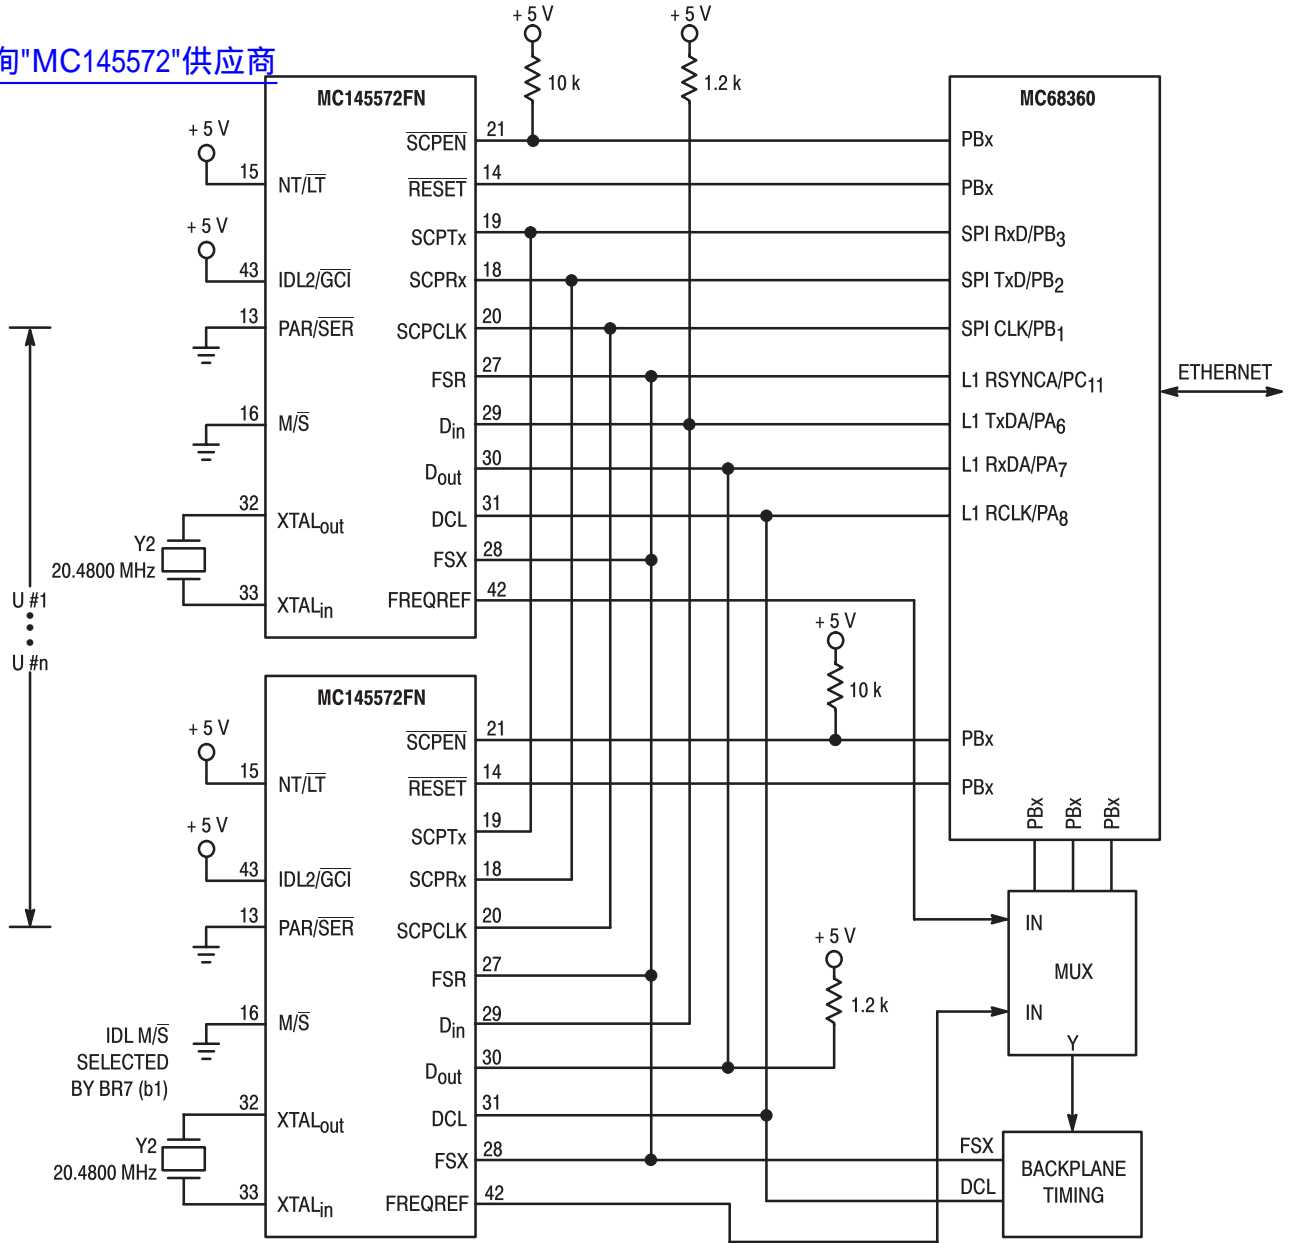 询"MC145572"供应商
+ 5 V
+ 5 V
10 k
1.2 k
MC145572FN
MC68360
+ 5 V
15 NT/LT
+ 5 V
43 IDL2/GCI
13 PAR/SER
16 M/S
32 XTALout
Y2
20.4800 MHz
33 XTALin
SCPEN 21
RESET 14
SCPTx 19
SCPRx 18
SCPCLK 20
FSR 27
Din 29
Dout 30
DCL 31
FSX 28
FREQREF 42
PBx
PBx
SPI RxD/PB3
SPI TxD/PB2
SPI CLK/PB1
L1 RSYNCA/PC11
L1 TxDA/PA6
L1 RxDA/PA7
L1 RCLK/PA8
ETHERNET
U #1
U #n
+ 5 V
10 k
MC145572FN
+ 5 V
15 NT/LT
+ 5 V
43 IDL2/GCI
13 PAR/SER
16 M/S
IDL M/S
SELECTED
BY BR7 (b1)
32 XTALout
Y2
20.4800 MHz
33 XTALin
SCPEN 21
RESET 14
SCPTx 19
SCPRx 18
SCPCLK 20
FSR 27
Din 29
Dout 30
DCL 31
FSX 28
FREQREF 42
PBx
PBx
PBx
PBx
PBx
+ 5 V
1.2 k
IN
MUX
IN
Y
FSX
DCL
BACKPLANE
TIMING